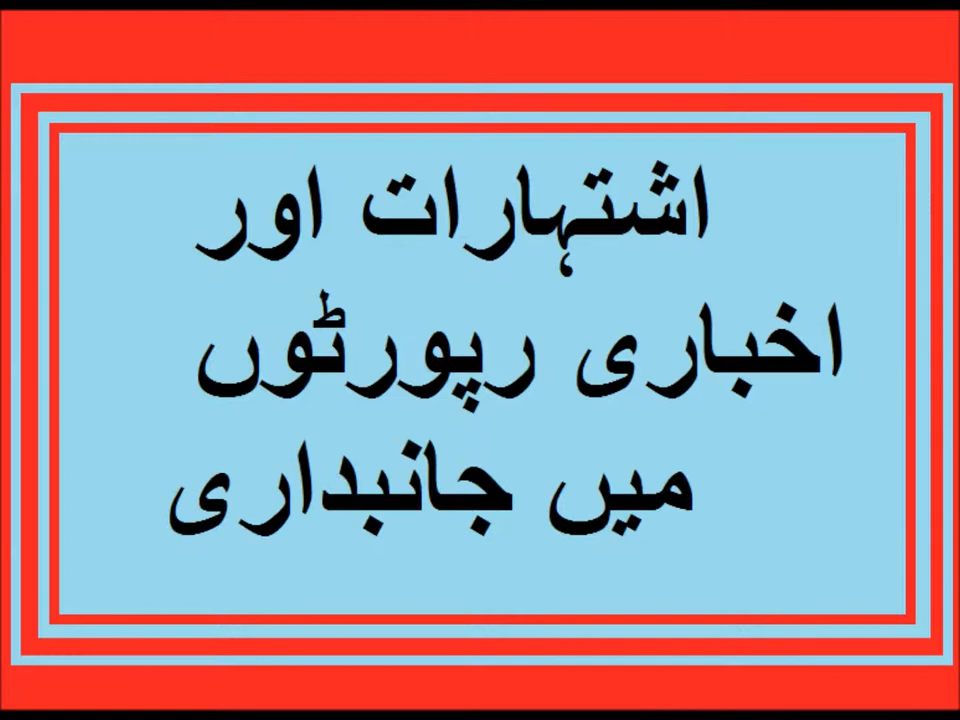 اشتہارات اور
اخباری رپورٹوں
میں جانبداری